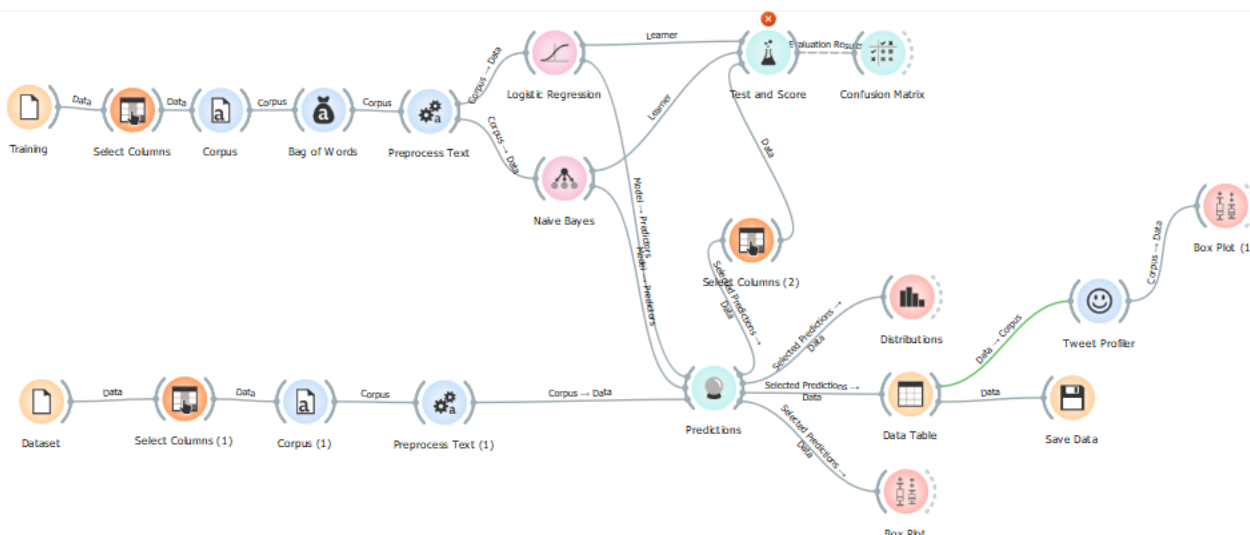 Learner
Evaluation Results
Corpus → Data
Logistic Regression
Test and Score
Confusion Matrix
Data
Data
Corpus
Corpus
Training
Select Columns
Corpus
Bag of Words
Preprocess Text
Learner
Corpus → Data
Data
Naive Bayes
Model → Predictors
Model → Predictors
Select Columns (2)
Selected Predictions →
Data
Corpus → Data
Box Plot (1
Selected Predictions →
Data
Distributions
Data → Corpus
Tweet Profiler
Data
Data
Corpus
Corpus → Data
Selected Predictions →
Data
Data
Dataset
Select Columns (1)
Corpus (1)
Preprocess Text (1)
Predictions
Data Table
Save Data
Selected Predictions →
Data
Box Plot